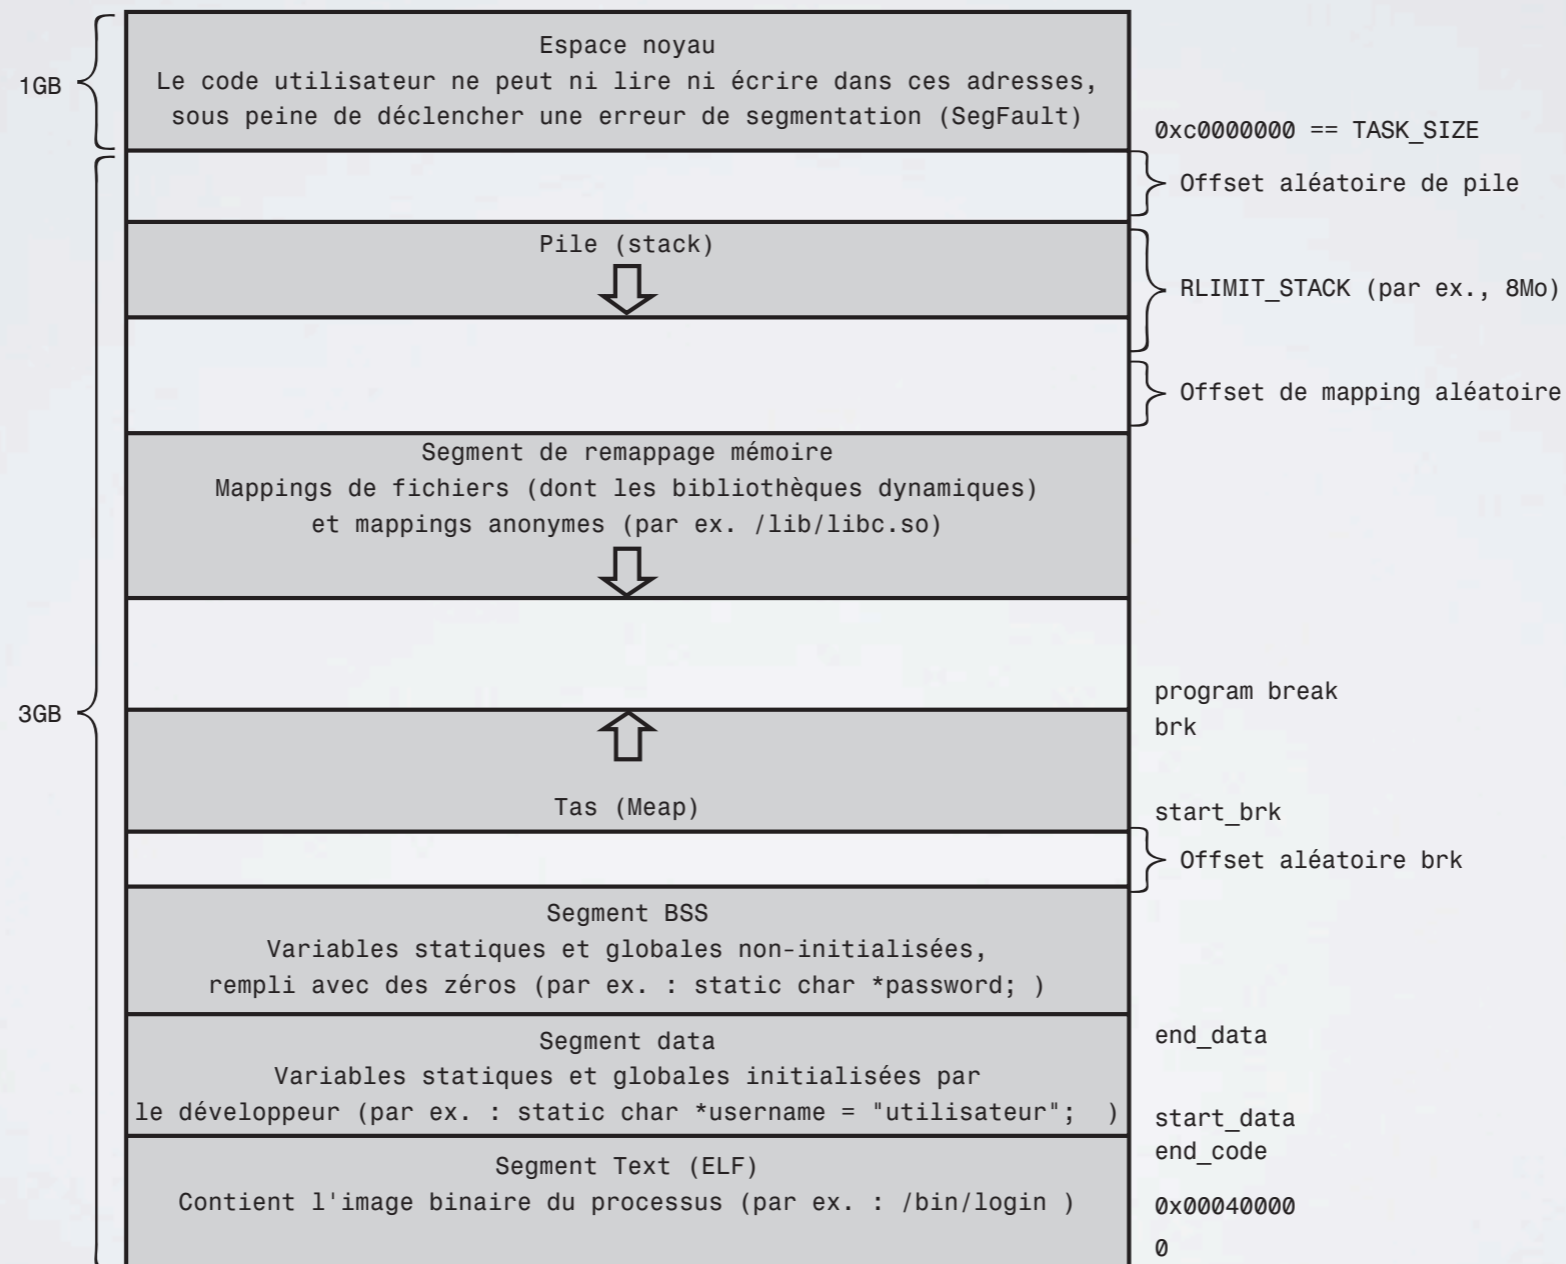 1GB
Espace noyau
Le code utilisateur ne peut ni lire ni écrire dans ces adresses,
sous peine de déclencher une erreur de segmentation (SegFault)
0xc0000000 == TASK_SIZE
Offset aléatoire de pile
Pile (stack)
RLIMIT_STACK (par ex., 8Mo)
Offset de mapping aléatoire
Segment de remappage mémoire
Mappings de fichiers (dont les bibliothèques dynamiques)
et mappings anonymes (par ex. /lib/libc.so)
3GB
program break
brk
Tas (Meap)
start_brk
Offset aléatoire brk
Segment BSS
Variables statiques et globales non-initialisées,
rempli avec des zéros (par ex. : static char *password; )
Segment data
Variables statiques et globales initialisées par
le développeur (par ex. : static char *username = "utilisateur";  )
end_data
start_data
end_code
Segment Text (ELF)
Contient l'image binaire du processus (par ex. : /bin/login )
0x00040000
0